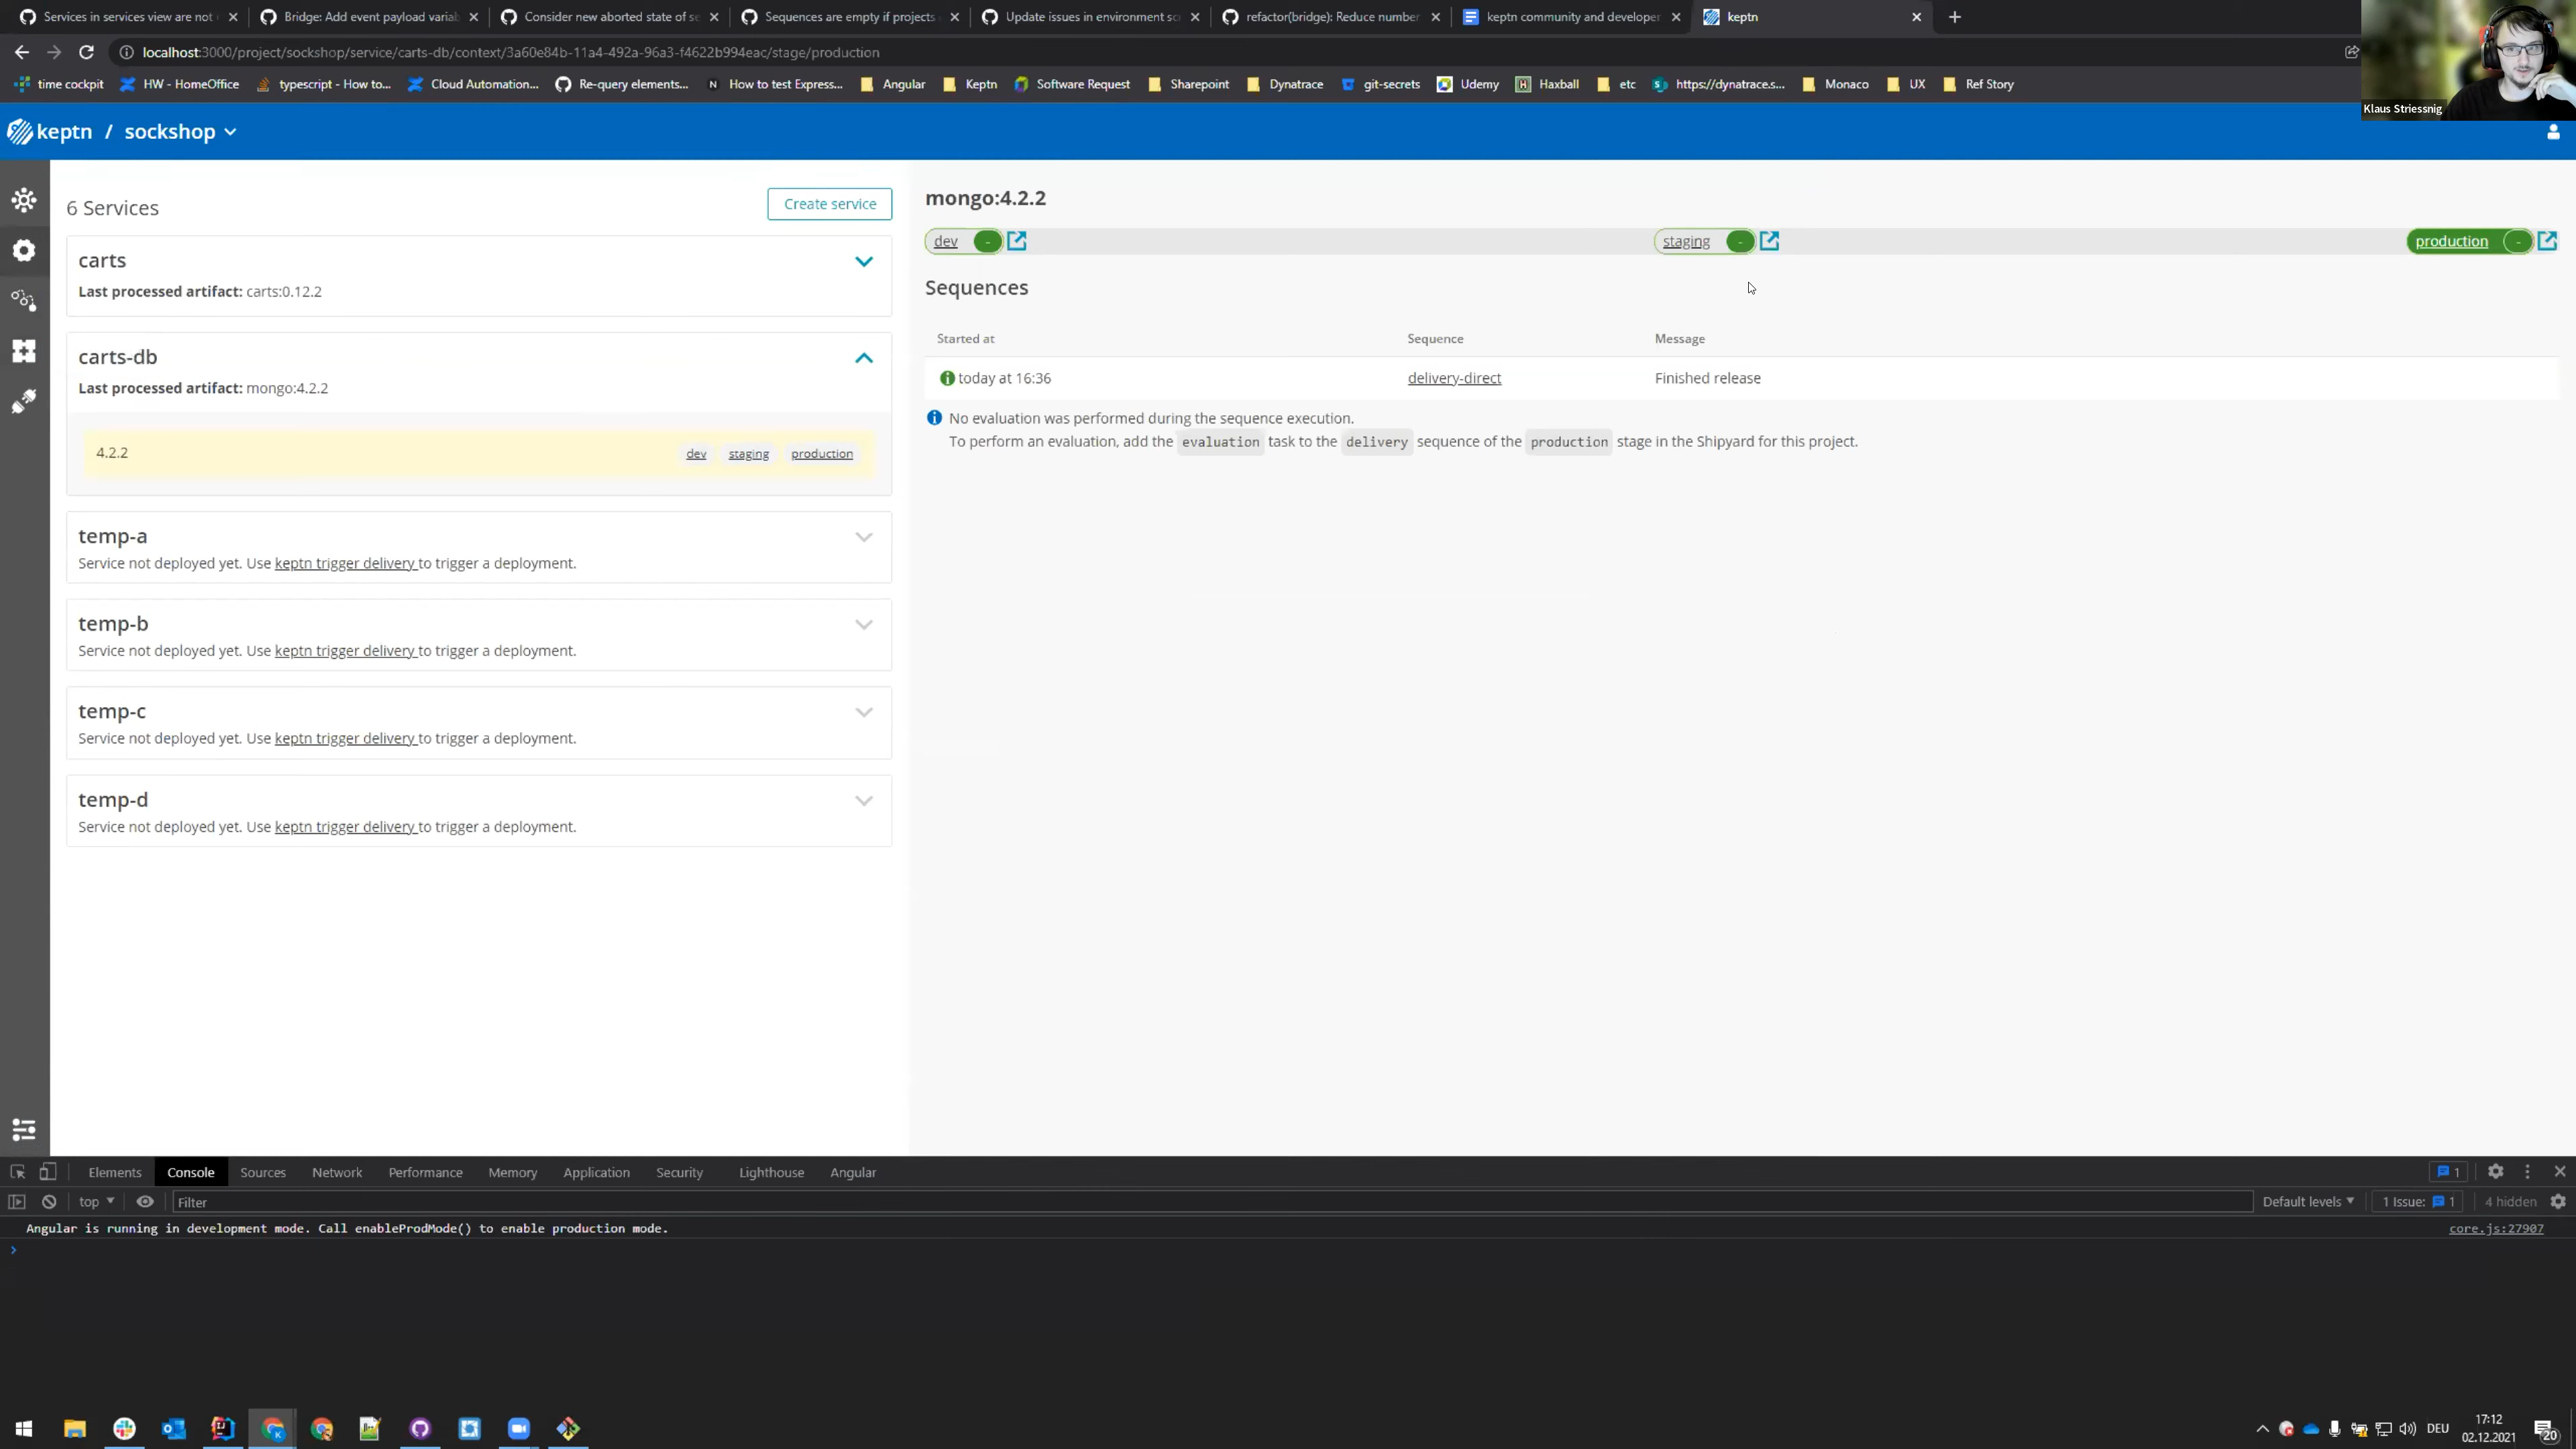 Services in services view are not
Bridge: Add event payload variab
Consider new aborted state of se
Sequences are empty if projects
Update issues in environment sc
refactor(bridge): Reduce number
keptn community and developer
keptn
localhost:3000/project/sockshop/service/carts-db/context/3a60e84b-11a4-492a-96a3-f4622b994eac/stage/production
time cockpit
HW - HomeOffice
typescript - How to...
Cloud Automation...
Re-query elements...
How to test Express...
Angular
Keptn
Software Request
Sharepoint
Dynatrace
git-secrets
Udemy
Haxball
etc
https://dynatrace.s...
Monaco
UX
Ref Story
Klaus Striessnig
keptn / sockshop
6 Services
Create service
carts
Last processed artifact: carts:0.12.2
carts-db
Last processed artifact: mongo:4.2.2
4.2.2 dev staging production
temp-a
Service not deployed yet. Use keptn trigger delivery to trigger a deployment.
temp-b
Service not deployed yet. Use keptn trigger delivery to trigger a deployment.
temp-c
Service not deployed yet. Use keptn trigger delivery to trigger a deployment.
temp-d
Service not deployed yet. Use keptn trigger delivery to trigger a deployment.
mongo:4.2.2
dev - staging - production -
Sequences
Started at Sequence Message
today at 16:36 delivery-direct Finished release
No evaluation was performed during the sequence execution.
To perform an evaluation, add the evaluation task to the delivery sequence of the production stage in the Shipyard for this project.
Elements Console Sources Network Performance Memory Application Security Lighthouse Angular 1
top Filter Default levels 1 Issue: 1 4 hidden
Angular is running in development mode. Call enableProdMode() to enable production mode. core.js:27907
DEU
17:12
02.12.2021
20